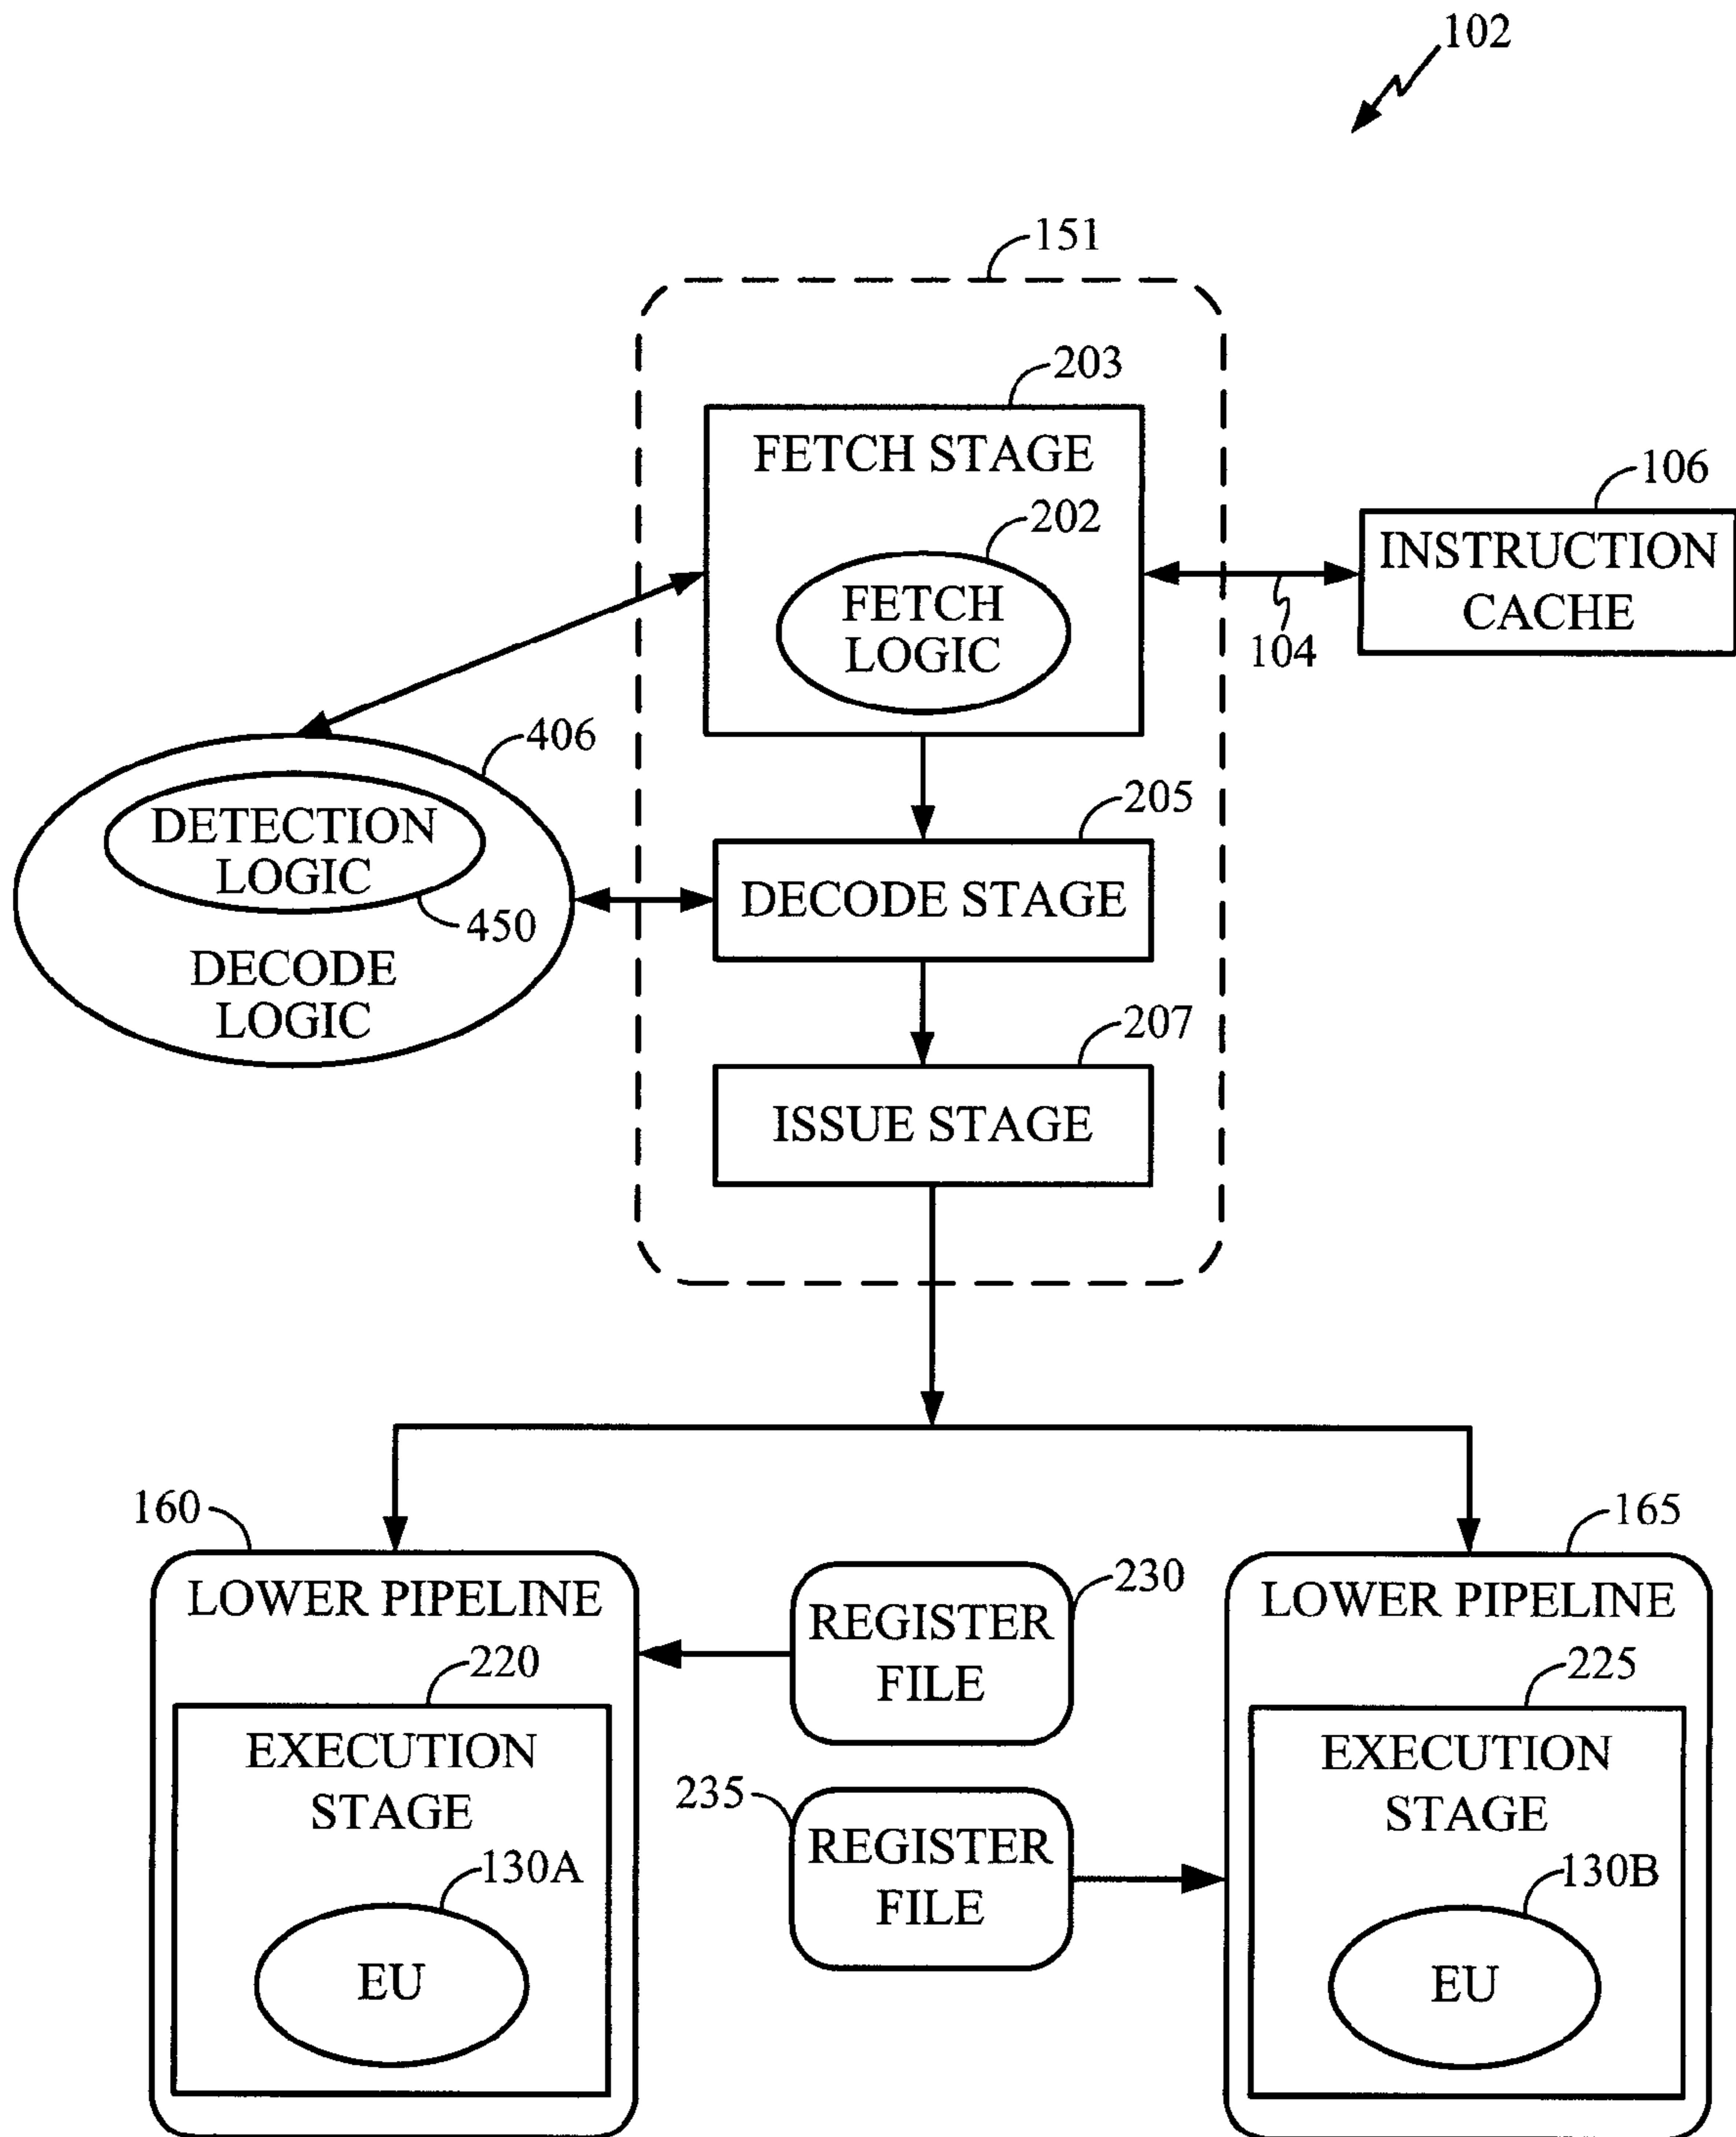 102
151
203
FETCH STAGE
106
202
INSTRUCTION
CACHE
FETCH
LOGIC
104
406
205
DETECTION
LOGIC
DECODE STAGE
450
DECODE
LOGIC
207
ISSUE STAGE
160
165
230
LOWER PIPELINE
REGISTER
FILE
LOWER PIPELINE
220
225
EXECUTION
STAGE
EXECUTION
STAGE
235
REGISTER
FILE
130A
130B
EU
EU